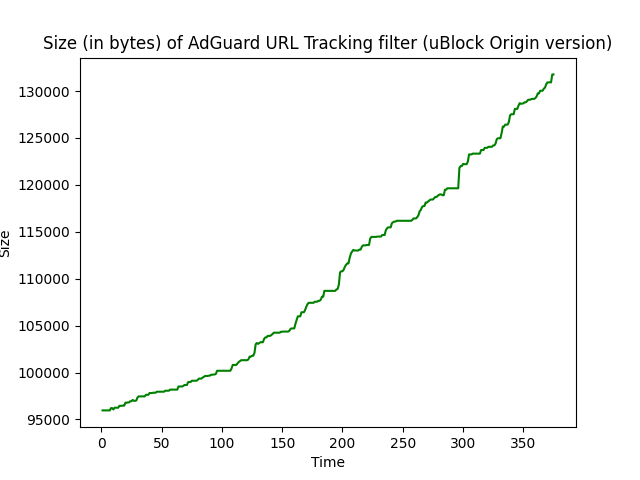 Size (in bytes) of AdGuard URL Tracking filter (uBlock Origin version)
130000
125000
120000
115000
110000
105000
100000
95000
Size
0 50 100 150 200 250 300 350
Time